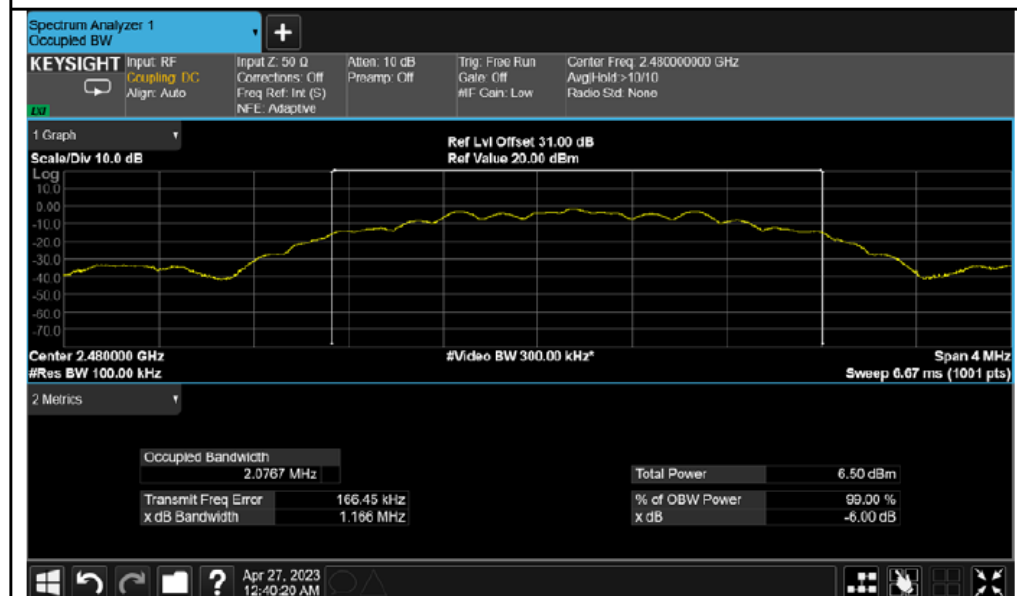 Spectrum Analyzer 1
Occupied BW
KEYSIGHT
Input: RF
Coupling: DC
Align: Auto
Input Z: 50 Ω
Corrections: Off
Freq Ref: Int (S)
NFE: Adaptive
Atten: 10 dB
Preamp: Off
Trig: Free Run
Gate: Off
#IF Gain: Low
Center Freq: 2.480000000 GHz
Avg|Hold:>10/10
Radio Std: None
LXI
1 Graph
Scale/Div 10.0 dB
Ref Lvl Offset 31.00 dB
Ref Value 20.00 dBm
Log
10.0
0.00
-10.0
-20.0
-30.0
-40.0
-50.0
-60.0
-70.0
Center 2.480000 GHz
#Video BW 300.00 kHz*
Span 4 MHz
#Res BW 100.00 kHz
Sweep 6.67 ms (1001 pts)
2 Metrics
Occupied Bandwidth
2.0767 MHz
Total Power 6.50 dBm
Transmit Freq Error 166.45 kHz
% of OBW Power 99.00 %
x dB Bandwidth 1.166 MHz
x dB -6.00 dB
?
Apr 27, 2023
12:40:20 AM